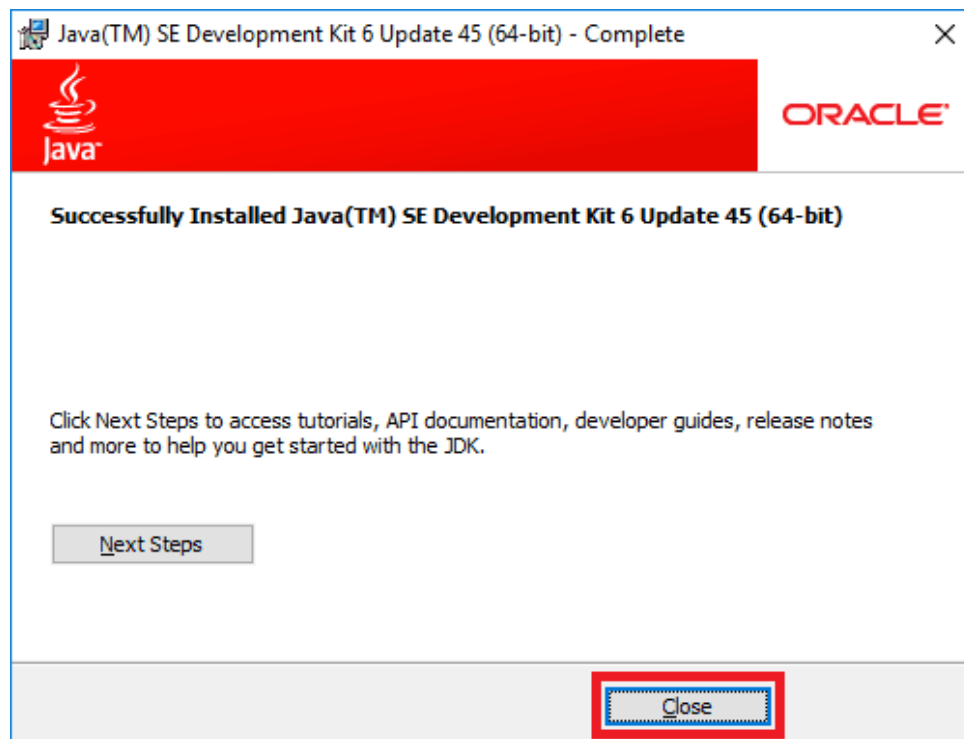 Java(TM) SE Development Kit 6 Update 45 (64-bit) - Complete
Java™
ORACLE®
Successfully Installed Java(TM) SE Development Kit 6 Update 45 (64-bit)
Click Next Steps to access tutorials, API documentation, developer guides, release notes
and more to help you get started with the JDK.
Next Steps
Close